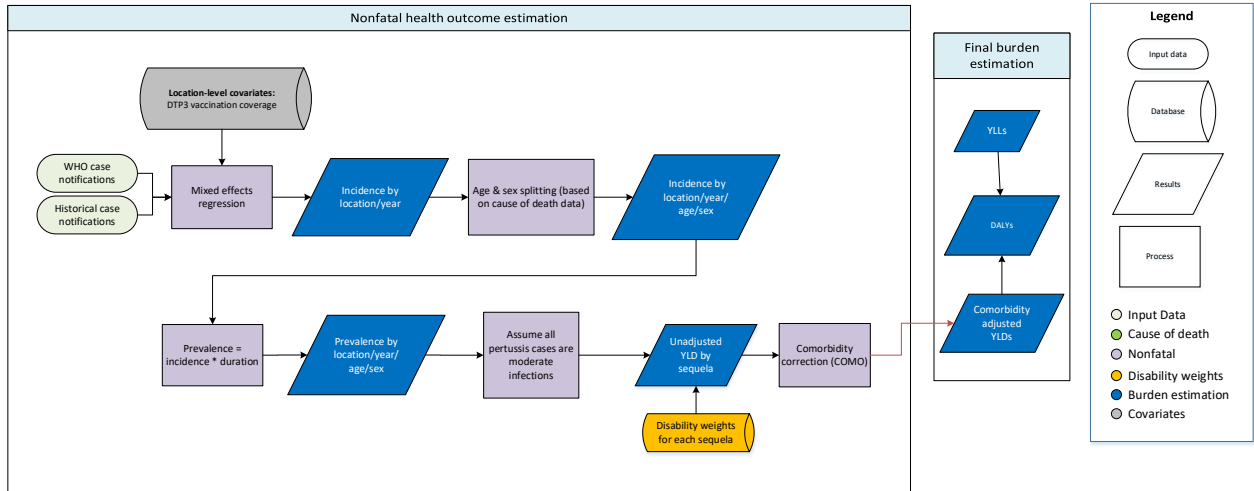 Nonfatal health outcome estimation
Location-level covariates:
DTP3 vaccination coverage
WHO case
notifications
Historical case
notifications
Mixed effects
regression
Incidence by
location/year
Age & sex splitting (based
on cause of death data)
Incidence by
location/year/
age/sex
Prevalence =
incidence * duration
Prevalence by
location/year/
age/sex
Assume all
pertussis cases are
moderate
infections
Unadjusted
YLD by
sequela
Comorbidity
correction (COMO)
Disability weights
for each sequela
Final burden
estimation
YLLs
DALYs
Comorbidity
adjusted
YLDs
Legend
Input data
Database
Results
Process
Input Data
Cause of death
Nonfatal
Disability weights
Burden estimation
Covariates